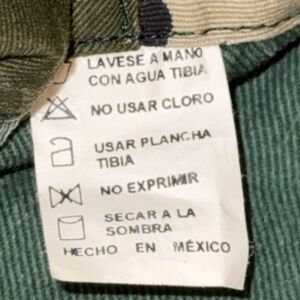 LAVESE A MANO
CON AGUA TIBIA
NO USAR CLORO
USAR PLANCHA
TIBIA
NO EXPRIMIR
SECAR A LA
SOMBRA
HECHO EN MÉXICO